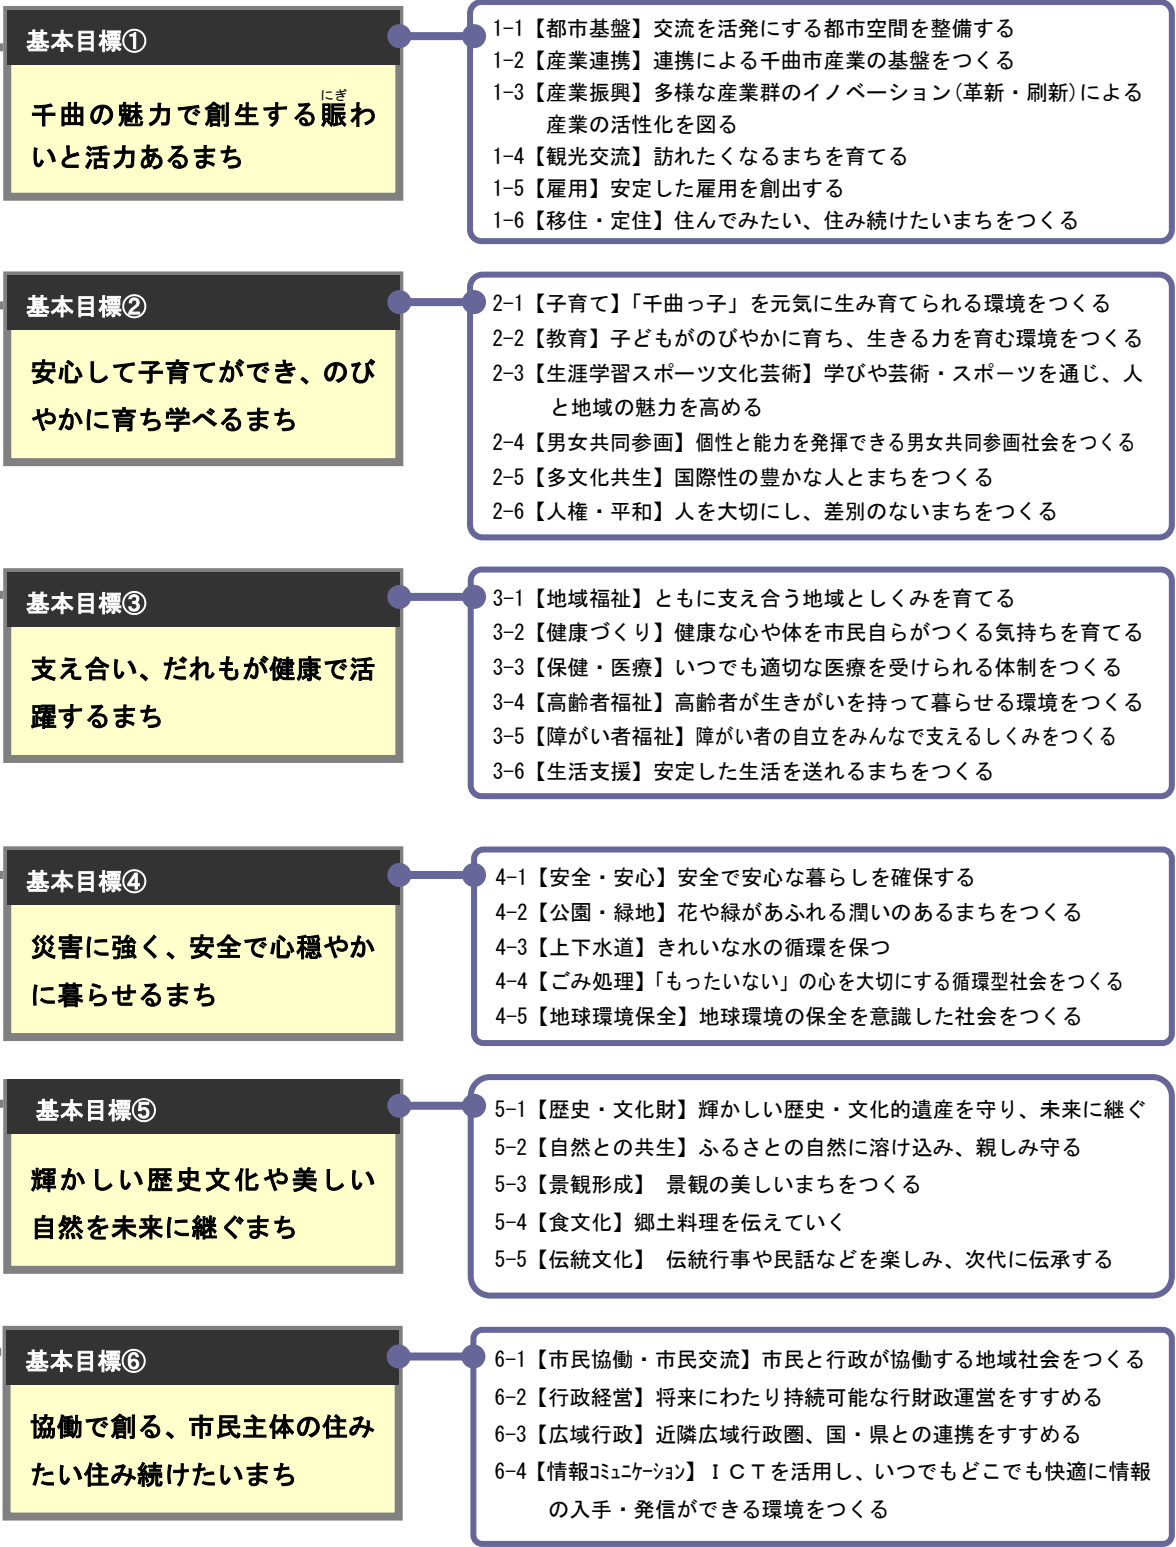 基本目標①
千曲の魅力で創生する賑わ
にぎ
いと活力あるまち
1-1【都市基盤】交流を活発にする都市空間を整備する
1-2【産業連携】連携による千曲市産業の基盤をつくる
1-3【産業振興】多様な産業群のイノベーション(革新・刷新)による
産業の活性化を図る
1-4【観光交流】訪れたくなるまちを育てる
1-5【雇用】安定した雇用を創出する
1-6【移住・定住】住んでみたい、住み続けたいまちをつくる
基本目標②
安心して子育てができ、のび
やかに育ち学べるまち
2-1【子育て】「千曲っ子」を元気に生み育てられる環境をつくる
2-2【教育】子どもがのびやかに育ち、生きる力を育む環境をつくる
2-3【生涯学習スポーツ文化芸術】学びや芸術・スポーツを通じ、人
と地域の魅力を高める
2-4【男女共同参画】個性と能力を発揮できる男女共同参画社会をつくる
2-5【多文化共生】国際性の豊かな人とまちをつくる
2-6【人権・平和】人を大切にし、差別のないまちをつくる
基本目標③
支え合い、だれもが健康で活
躍するまち
3-1【地域福祉】ともに支え合う地域としくみを育てる
3-2【健康づくり】健康な心や体を市民自らがつくる気持ちを育てる
3-3【保健・医療】いつでも適切な医療を受けられる体制をつくる
3-4【高齢者福祉】高齢者が生きがいを持って暮らせる環境をつくる
3-5【障がい者福祉】障がい者の自立をみんなで支えるしくみをつくる
3-6【生活支援】安定した生活を送れるまちをつくる
基本目標④
災害に強く、安全で心穏やか
に暮らせるまち
4-1【安全・安心】安全で安心な暮らしを確保する
4-2【公園・緑地】花や緑があふれる潤いのあるまちをつくる
4-3【上下水道】きれいな水の循環を保つ
4-4【ごみ処理】「もったいない」の心を大切にする循環型社会をつくる
4-5【地球環境保全】地球環境の保全を意識した社会をつくる
基本目標⑤
輝かしい歴史文化や美しい
自然を未来に継ぐまち
5-1【歴史・文化財】輝かしい歴史・文化的遺産を守り、未来に継ぐ
5-2【自然との共生】ふるさとの自然に溶け込み、親しみ守る
5-3【景観形成】 景観の美しいまちをつくる
5-4【食文化】郷土料理を伝えていく
5-5【伝統文化】 伝統行事や民話などを楽しみ、次代に伝承する
基本目標⑥
協働で創る、市民主体の住み
たい住み続けたいまち
6-1【市民協働・市民交流】市民と行政が協働する地域社会をつくる
6-2【行政経営】将来にわたり持続可能な行財政運営をすすめる
6-3【広域行政】近隣広域行政圏、国・県との連携をすすめる
6-4【情報ｺﾐｭﾆｹｰｼｮﾝ】ＩＣＴを活用し、いつでもどこでも快適に情報
の入手・発信ができる環境をつくる